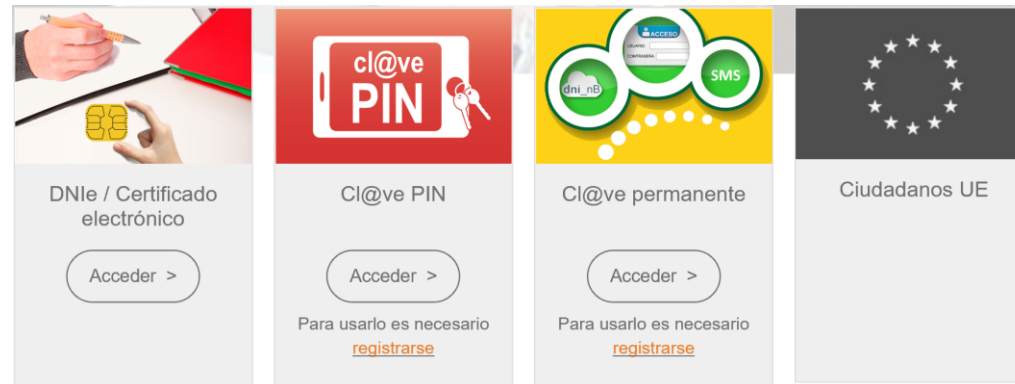 cl@ve
PIN
ACCESO
USUARIO
CONTRASEÑA
dni_nB
SMS
DNIe / Certificado
electrónico
Acceder >
Cl@ve PIN
Acceder >
Para usarlo es necesario
registrarse
Cl@ve permanente
Acceder >
Para usarlo es necesario
registrarse
Ciudadanos UE